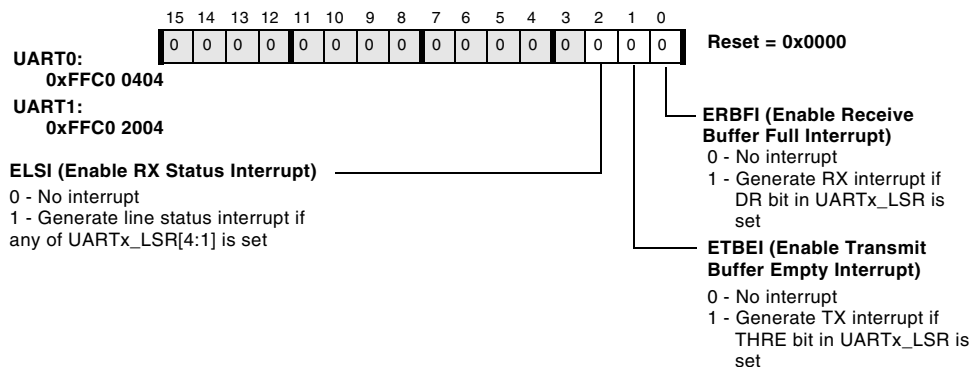 15 14 13 12 11 10 9 8 7 6 5 4 3 2 1 0
0 0 0 0 0 0 0 0 0 0 0 0 0 0 0 0
Reset = 0x0000
UART0:
0xFFC0 0404
UART1:
0xFFC0 2004
ELSI (Enable RX Status Interrupt)
0 - No interrupt
1 - Generate line status interrupt if
any of UARTx_LSR[4:1] is set
ERBFI (Enable Receive
Buffer Full Interrupt)
0 - No interrupt
1 - Generate RX interrupt if
DR bit in UARTx_LSR is
set
ETBEI (Enable Transmit
Buffer Empty Interrupt)
0 - No interrupt
1 - Generate TX interrupt if
THRE bit in UARTx_LSR is
set